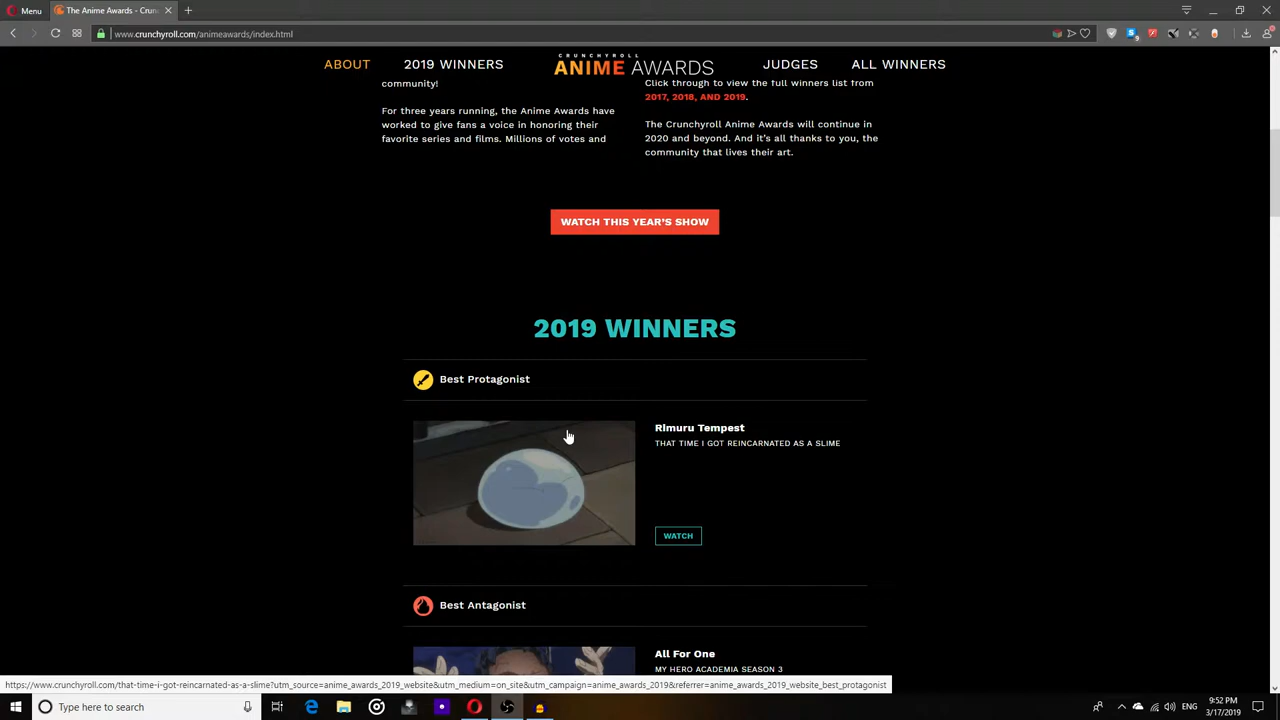 Menu
The Anime Awards - Crun
www.crunchyroll.com/animeawards/index.html
ABOUT
2019 WINNERS
CRUNCHYROLL
ANIME AWARDS
JUDGES
ALL WINNERS
community!
For three years running, the Anime Awards have
worked to give fans a voice in honoring their
favorite series and films. Millions of votes and
Click through to view the full winners list from
2017, 2018, AND 2019.
The Crunchyroll Anime Awards will continue in
2020 and beyond. And it's all thanks to you, the
community that lives their art.
WATCH THIS YEAR'S SHOW
2019 WINNERS
Best Protagonist
Rimuru Tempest
THAT TIME I GOT REINCARNATED AS A SLIME
WATCH
Best Antagonist
All For One
MY HERO ACADEMIA SEASON 3
https://www.crunchyroll.com/that-time-i-got-reincarnated-as-a-slime?utm_source=anime_awards_2019_website&utm_medium=on_site&utm_campaign=anime_awards_2019&referrer=anime_awards_2019_website_best_protagonist
Type here to search
ENG
9:52 PM
3/17/2019